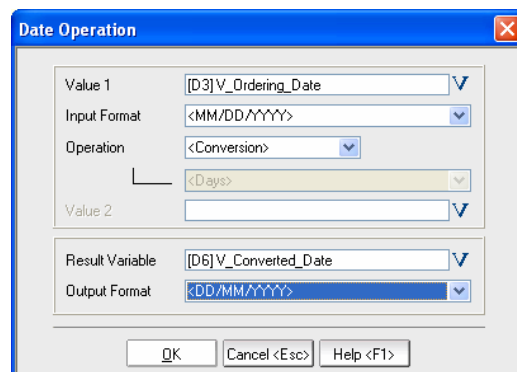 Date Operation
Value 1 [D3] V_Ordering_Date V
Input Format <MM/DD/YYYY>
Operation <Conversion>
<Days>
Value 2 V
Result Variable [D6] V_Converted_Date V
Output Format <DD/MM/YYYY>
OK Cancel <Esc> Help <F1>